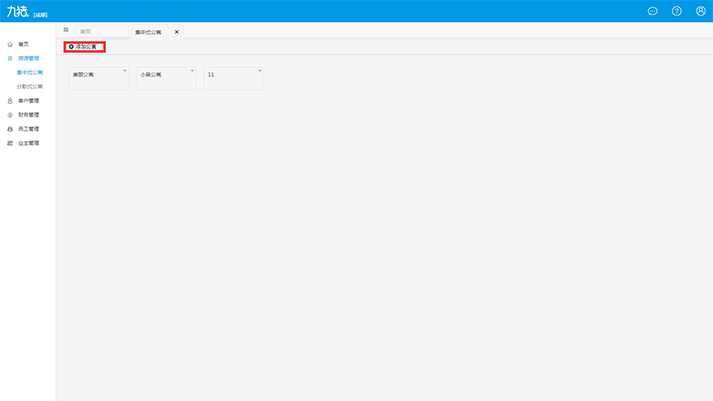 [成都]
首页
集中式公寓
添加公寓
首页
房源管理
集中式公寓
分散式公寓
客户管理
财务管理
员工管理
业主管理
美丽公寓
小吴公寓
11